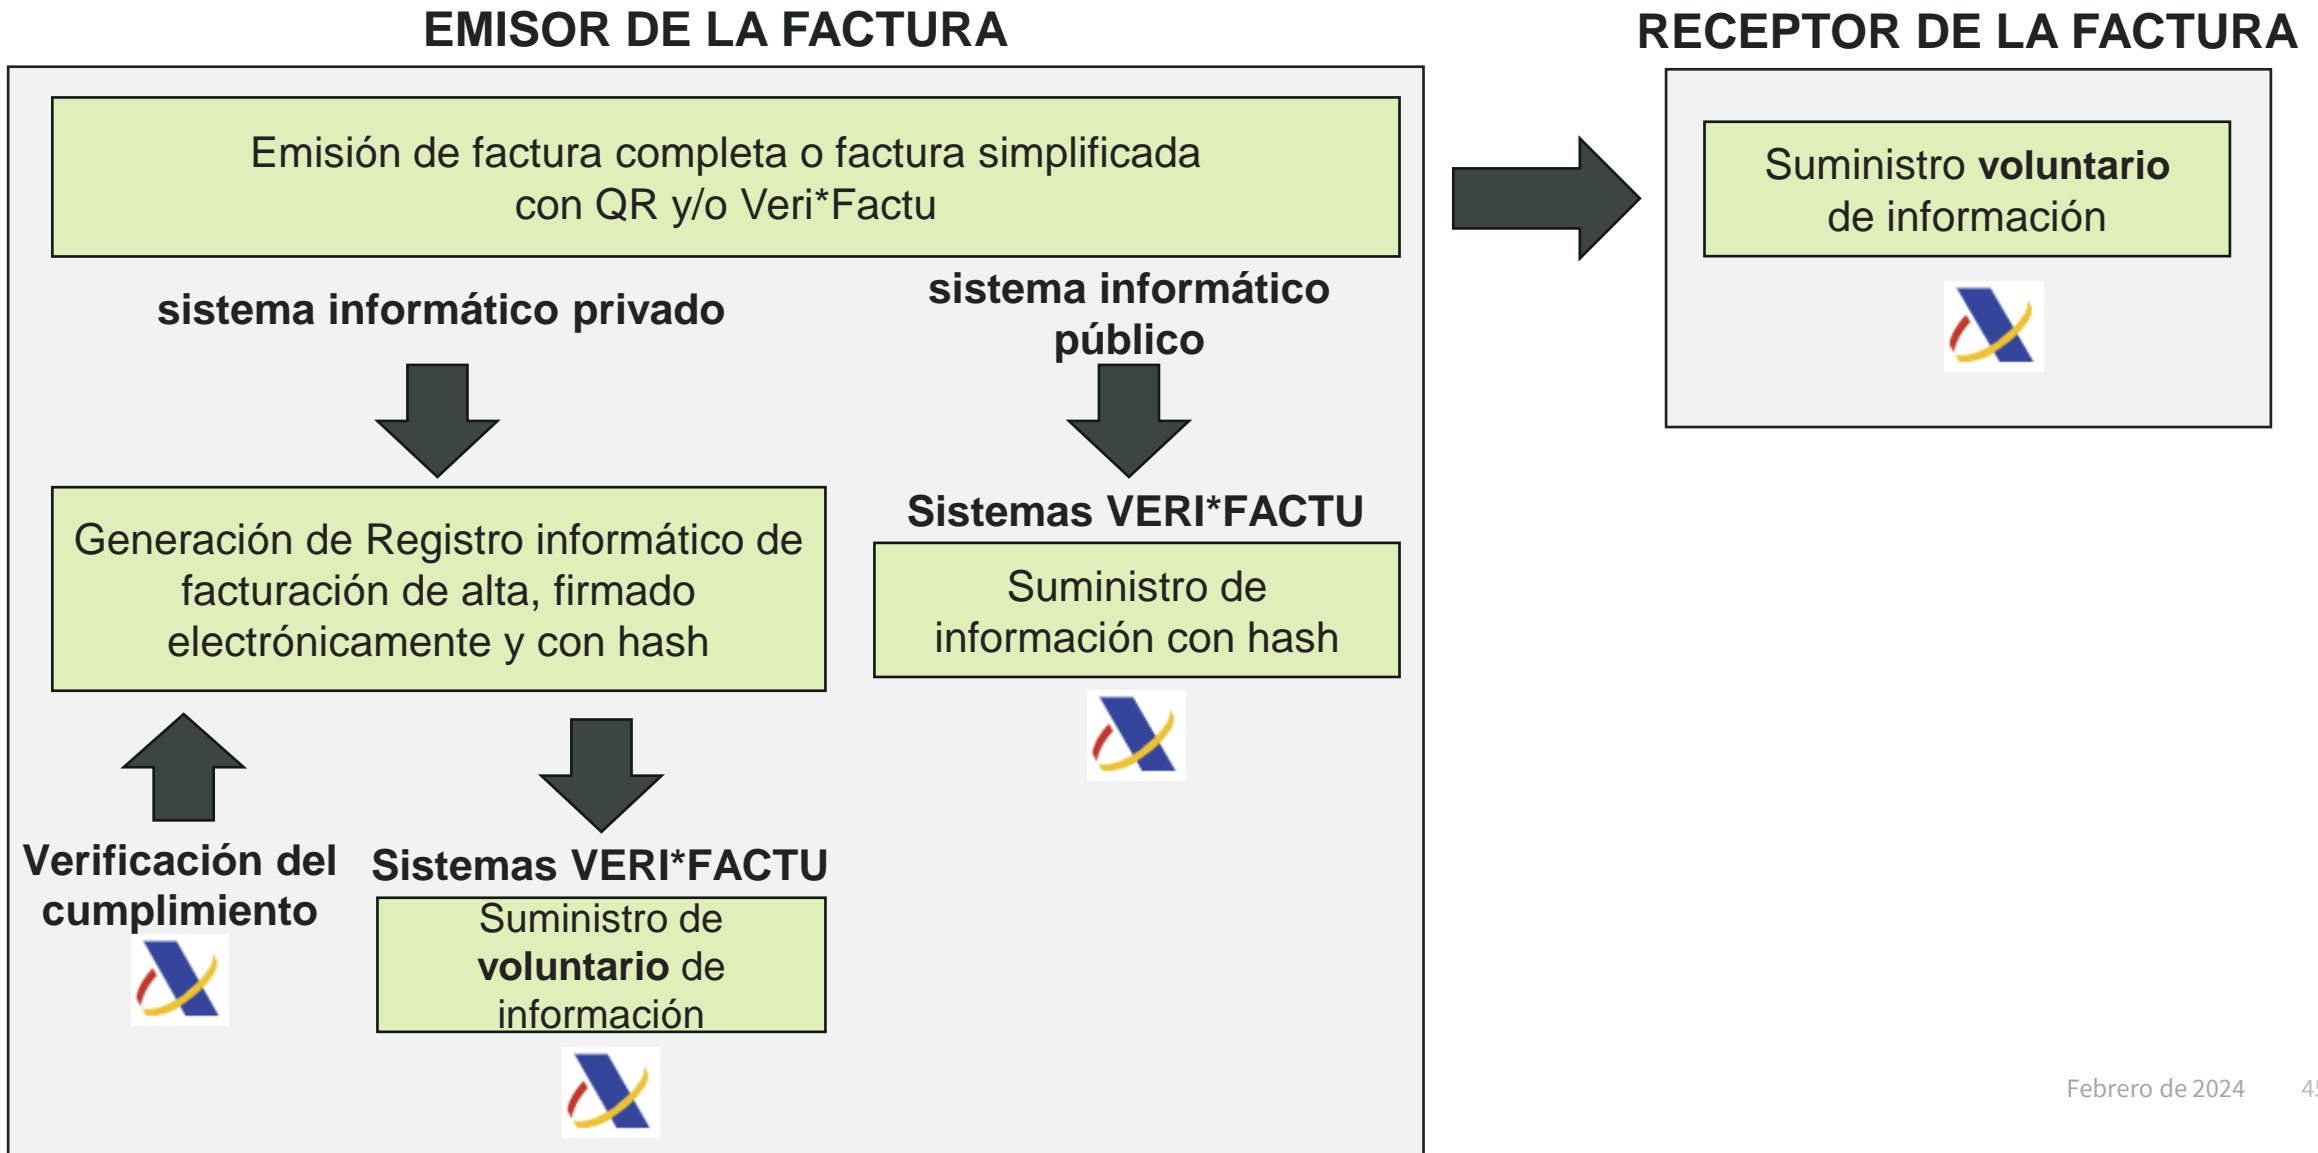 EMISOR DE LA FACTURA
RECEPTOR DE LA FACTURA
Emisión de factura completa o factura simplificada
con QR y/o Veri*Factu
Suministro voluntario
de información
sistema informático privado
sistema informático
público
Generación de Registro informático de
facturación de alta, firmado
electrónicamente y con hash
Sistemas VERI*FACTU
Suministro de
información con hash
Verificación del
cumplimiento
Sistemas VERI*FACTU
Suministro de
voluntario de
información
Febrero de 2024
45